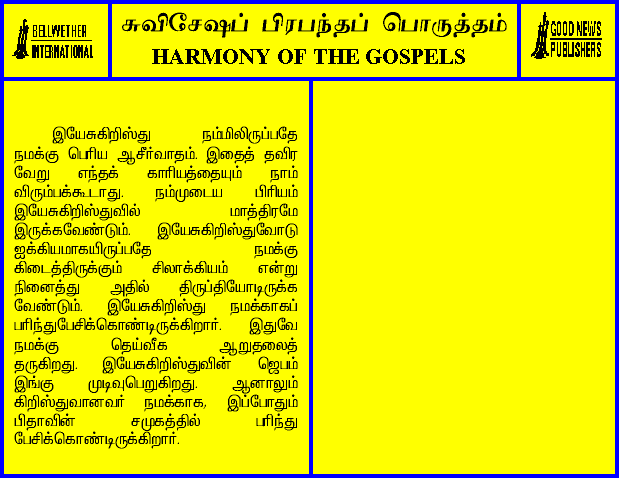 BELLWETHER
INTERNATIONAL
சுவிசேஷப் பிரபந்தப் பொருத்தம்
HARMONY OF THE GOSPELS
GOOD NEWS
PUBLISHERS
இயேசுகிறிஸ்து நம்மிலிருப்பதே
நமக்கு பெரிய ஆசீர்வாதம். இதைத் தவிர
வேறு எந்தக் காரியத்தையும் நாம்
விரும்பக்கூடாது. நம்முடைய பிரியம்
இயேசுகிறிஸ்துவில் மாத்திரமே
இருக்கவேண்டும். இயேசுகிறிஸ்துவோடு
ஐக்கியமாகயிருப்பதே நமக்கு
கிடைத்திருக்கும் சிலாக்கியம் என்று
நினைத்து அதில் திருப்தியோடிருக்க
வேண்டும். இயேசுகிறிஸ்து நமக்காகப்
பரிந்துபேசிக்கொண்டிருக்கிறார். இதுவே
நமக்கு தெய்வீக ஆறுதலைத்
தருகிறது. இயேசுகிறிஸ்துவின் ஜெபம்
இங்கு முடிவுபெறுகிறது. ஆனாலும்
கிறிஸ்துவானவர் நமக்காக, இப்போதும்
பிதாவின் சமுகத்தில் பரிந்து
பேசிக்கொண்டிருக்கிறார்.